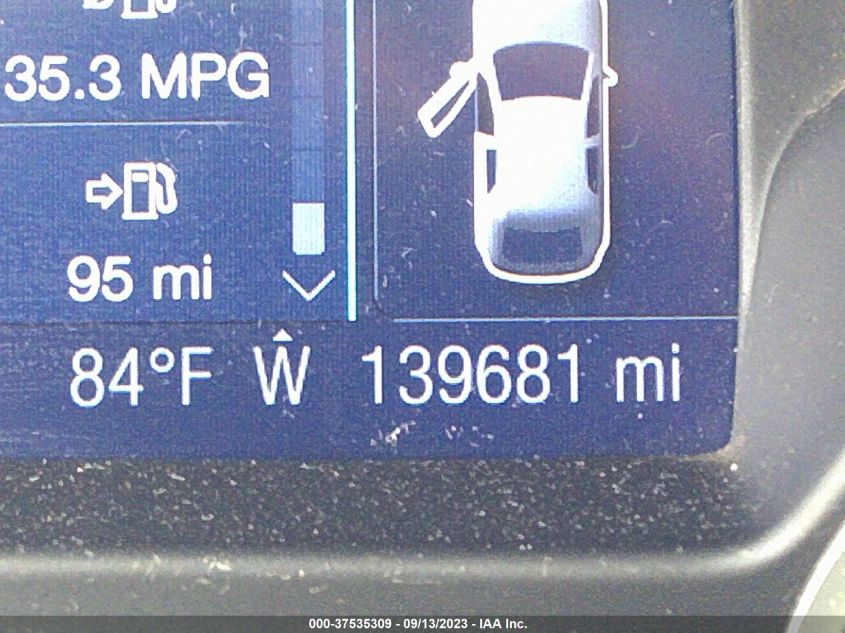 35.3 MPG
95 mi
84°F W 139681 mi
000-37535309 - 09/13/2023 - IAA Inc.